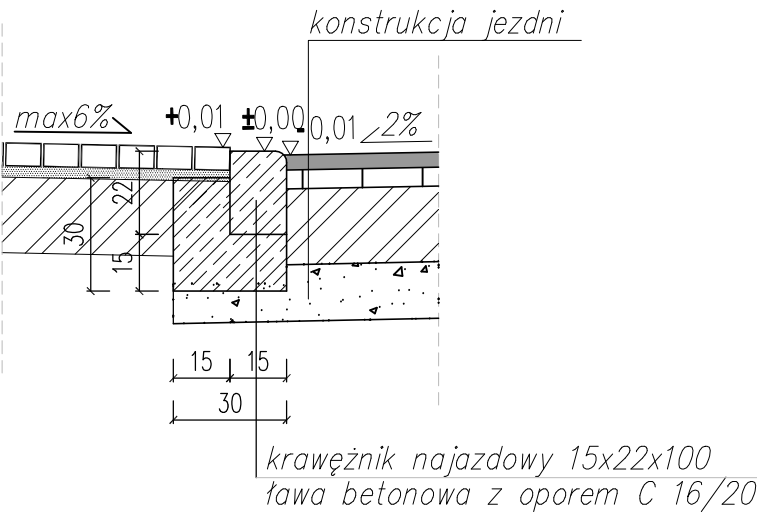 konstrukcja jezdni
max6%
+0,01
±0,00
-0,01
2%
22
30
15
15
15
30
krawężnik najazdowy 15x22x100
ława betonowa z oporem C 16/20